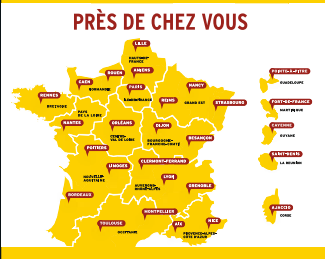 PRÈS DE CHEZ VOUS
LILLE
HAUTS-DE-
FRANCE
ROUEN
AMIENS
CAEN
NORMANDIE
PARIS
NANCY
POINTE-À-PITRE
GUADELOUPE
RENNES
BRETAGNE
REIMS
GRAND EST
STRASBOURG
FORT-DE-FRANCE
MARTINIQUE
PAYS
DE LA LOIRE
NANTES
ORLÉANS
CENTRE-
VAL DE LOIRE
DIJON
BOURGOGNE-
FRANCHE-COMTÉ
BESANÇON
CAYENNE
GUYANE
POITIERS
LIMOGES
CLERMONT-FERRAND
SAINT-DENIS
LA RÉUNION
NOUVELLE-
AQUITAINE
LYON
AUVERGNE-
RHÔNE-ALPES
GRENOBLE
BORDEAUX
MONTPELLIER
AJACCIO
CORSE
TOULOUSE
OCCITANIE
AIX
NICE
PROVENCE-ALPES-
CÔTE D'AZUR